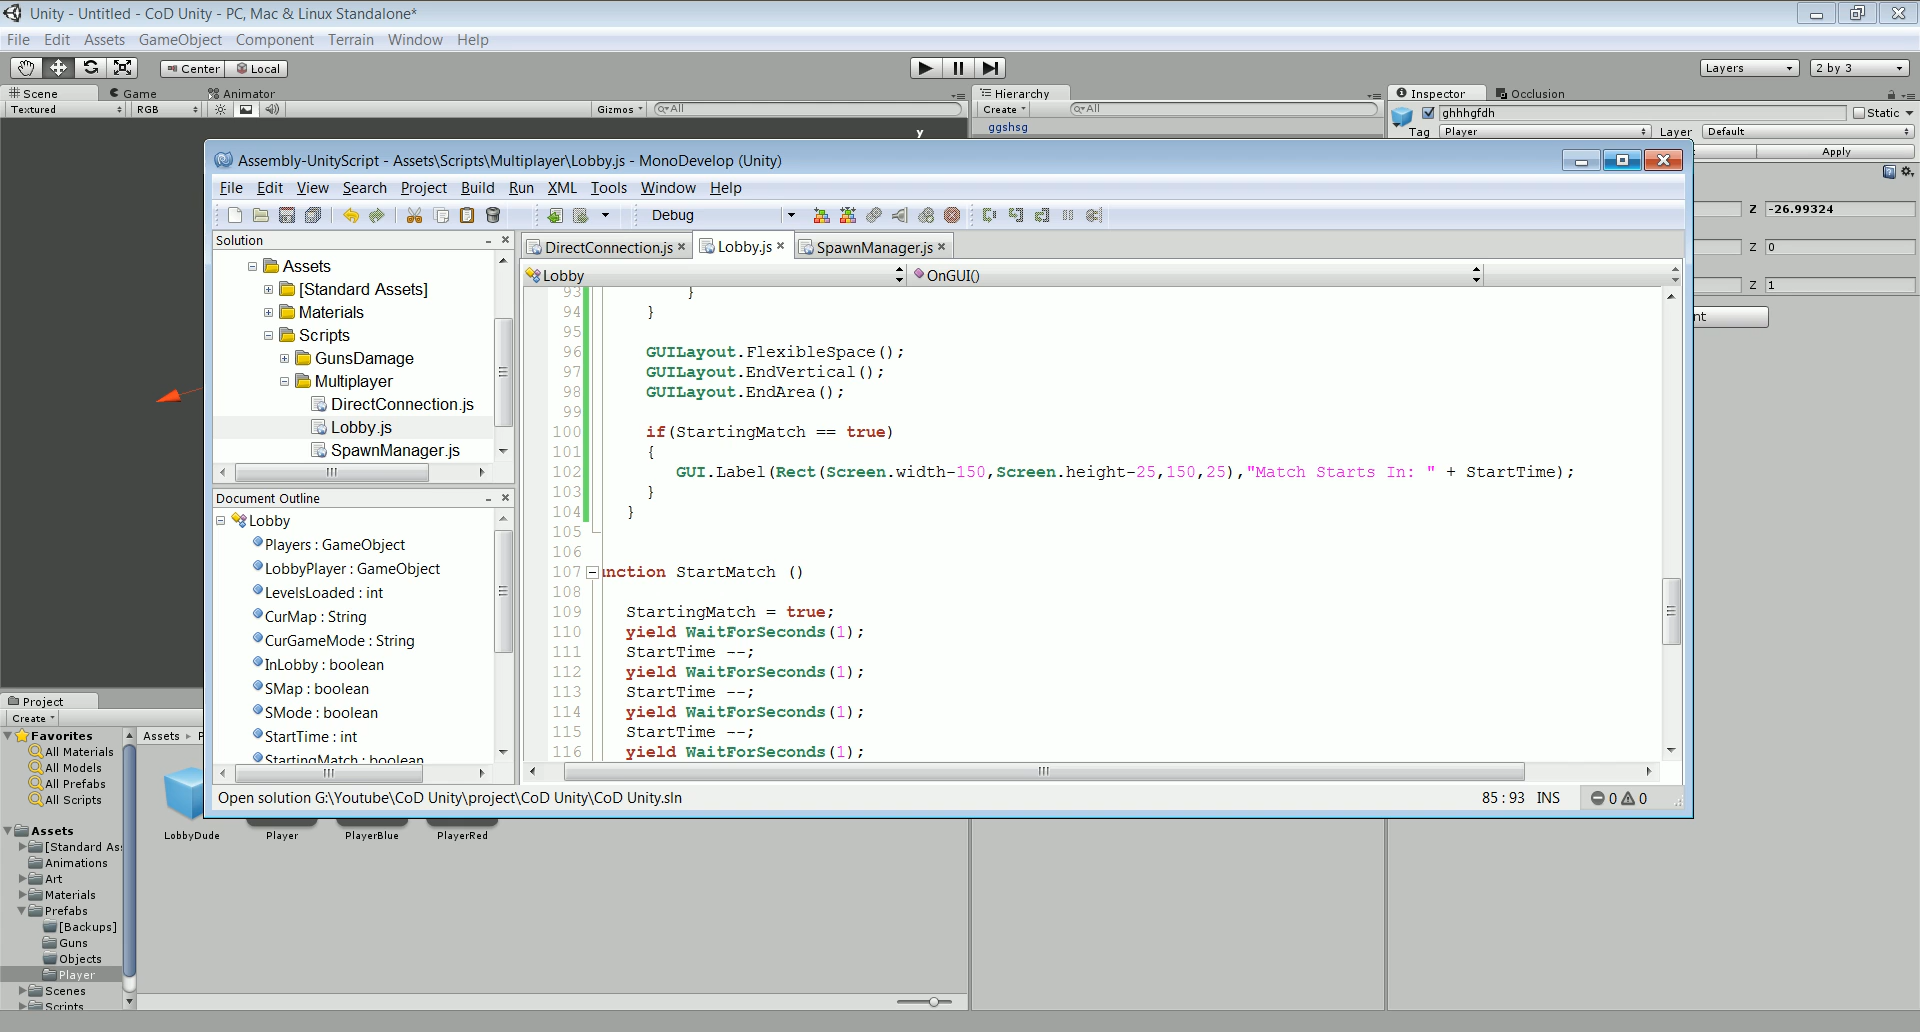 Unity - Untitled - CoD Unity - PC, Mac & Linux Standalone*
File Edit Assets GameObject Component Terrain Window Help
Center Local
Layers 2 by 3
Scene Game Animator
Textured RGB Gizmos All
Hierarchy
Create All
ggshsg
Inspector Occlusion
ghhhgfdh Static
Tag Player Layer Default
Apply
Z -26.99324
Z 0
Z 1
nt
y
Assembly-UnityScript - Assets\Scripts\Multiplayer\Lobby.js - MonoDevelop (Unity)
File Edit View Search Project Build Run XML Tools Window Help
Debug
Solution
Assets
[Standard Assets]
Materials
Scripts
GunsDamage
Multiplayer
DirectConnection.js
Lobby.js
SpawnManager.js
Document Outline
Lobby
Players : GameObject
LobbyPlayer : GameObject
LevelsLoaded : int
CurMap : String
CurGameMode : String
InLobby : boolean
SMap : boolean
SMode : boolean
StartTime : int
StartingMatch : boolean
DirectConnection.js Lobby.js SpawnManager.js
Lobby OnGUI()
93 }
94 }
95
96 GUILayout.FlexibleSpace();
97 GUILayout.EndVertical();
98 GUILayout.EndArea();
99
100 if(StartingMatch == true)
101 {
102 GUI.Label(Rect(Screen.width-150,Screen.height-25,150,25),"Match Starts In: " + StartTime);
103 }
104 }
105
106
107 unction StartMatch ()
108
109 StartingMatch = true;
110 yield WaitForSeconds(1);
111 StartTime --;
112 yield WaitForSeconds(1);
113 StartTime --;
114 yield WaitForSeconds(1);
115 StartTime --;
116 yield WaitForSeconds(1);
Open solution G:\Youtube\CoD Unity\project\CoD Unity\CoD Unity.sln
85 : 93 INS 0 0
Project
Create
Favorites
All Materials
All Models
All Prefabs
All Scripts
Assets
[Standard As
Animations
Art
Materials
Prefabs
[Backups]
Guns
Objects
Player
Scenes
Scripts
Assets P
LobbyDude Player PlayerBlue PlayerRed